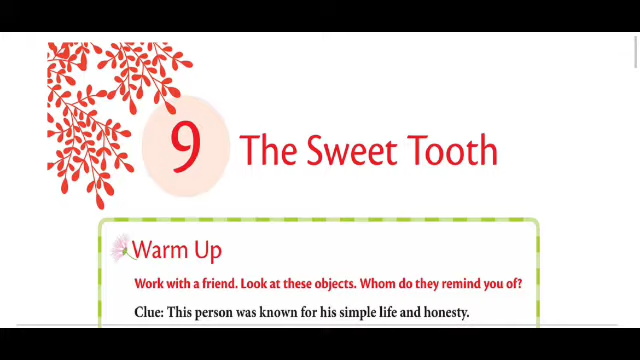 9
The Sweet Tooth
Warm Up
Work with a friend. Look at these objects. Whom do they remind you of?
Clue: This person was known for his simple life and honesty.